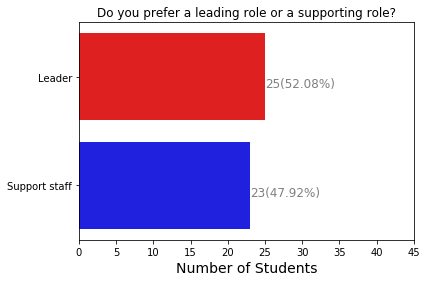 Do you prefer a leading role or a supporting role?
Leader
25(52.08%)
Support staff
23(47.92%)
0 5 10 15 20 25 30 35 40 45
Number of Students